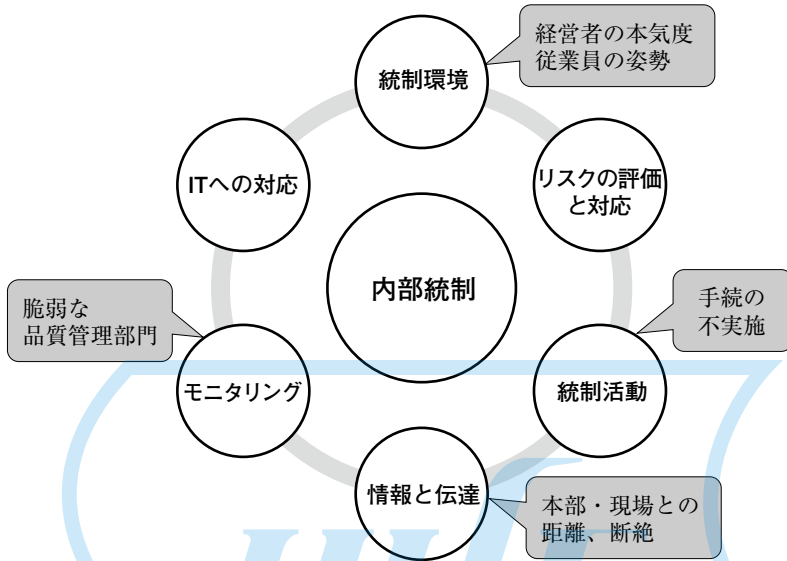 経営者の本気度
従業員の姿勢
統制環境
ITへの対応
リスクの評価
と対応
内部統制
脆弱な
品質管理部門
手続の
不実施
モニタリング
統制活動
情報と伝達
本部・現場との
距離、断絶